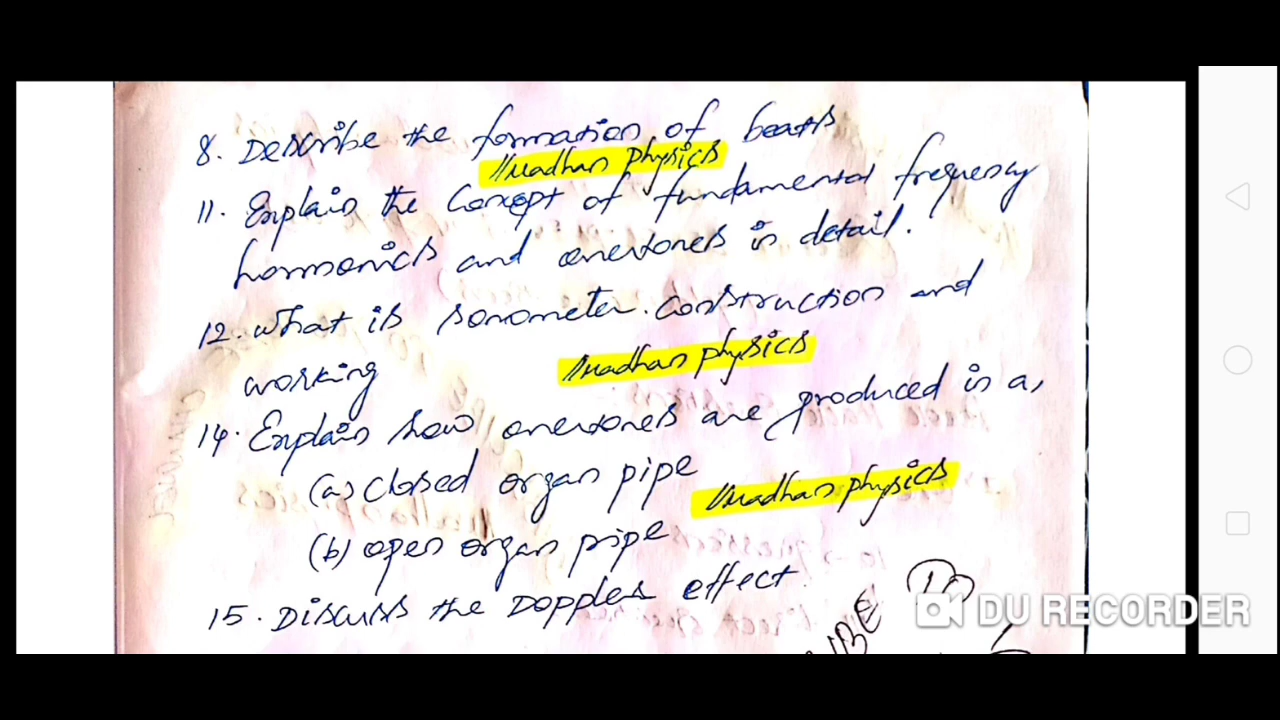 8. Describe the formation of beats
Madhan physics
11. Explain the Concept of fundamental frequency
harmonics and overtones in detail.
12. What is sonometer. Construction and
working
Madhan physics
14. Explain how overtones are produced in a,
(a) closed organ pipe
Madhan physics
(b) open organ pipe
15. Discuss the Doppler effect.
DU RECORDER